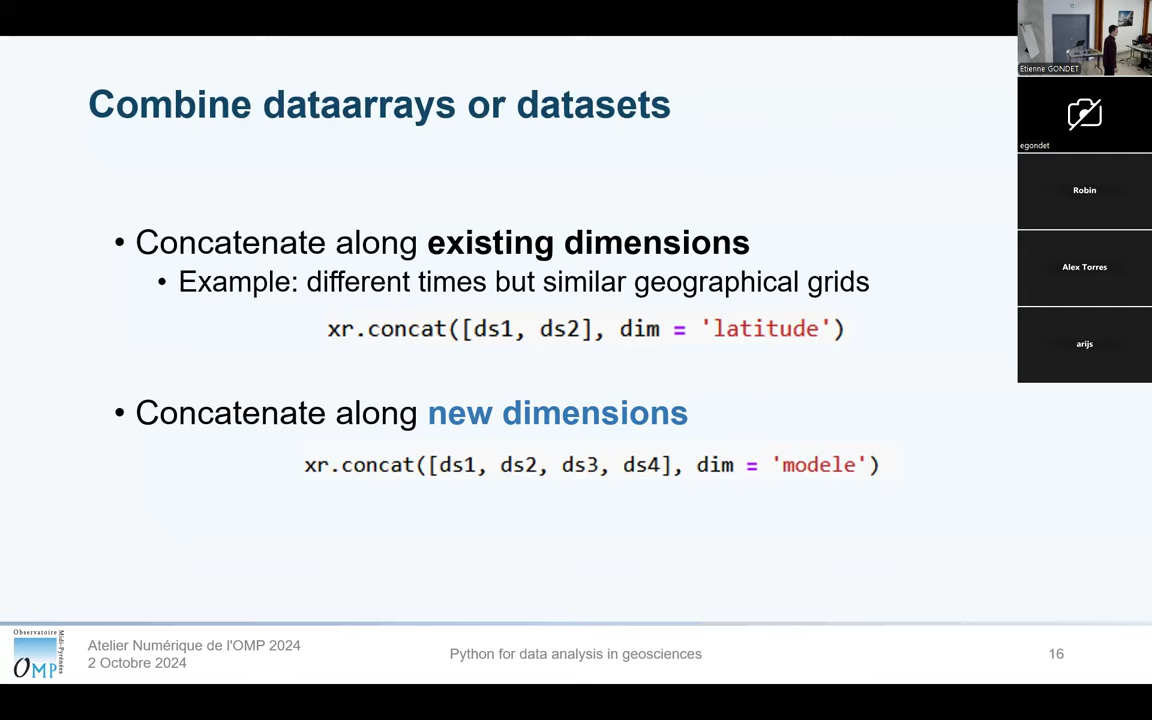 Combine dataarrays or datasets
• Concatenate along existing dimensions
• Example: different times but similar geographical grids
xr.concat([ds1, ds2], dim = 'latitude')
• Concatenate along new dimensions
xr.concat([ds1, ds2, ds3, ds4], dim = 'modele')
Observatoire
Midi-Pyrénées
OMP
Atelier Numérique de l'OMP 2024
2 Octobre 2024
Python for data analysis in geosciences
16
Etienne GONDET
egondet
Robin
Alex Torres
arijs